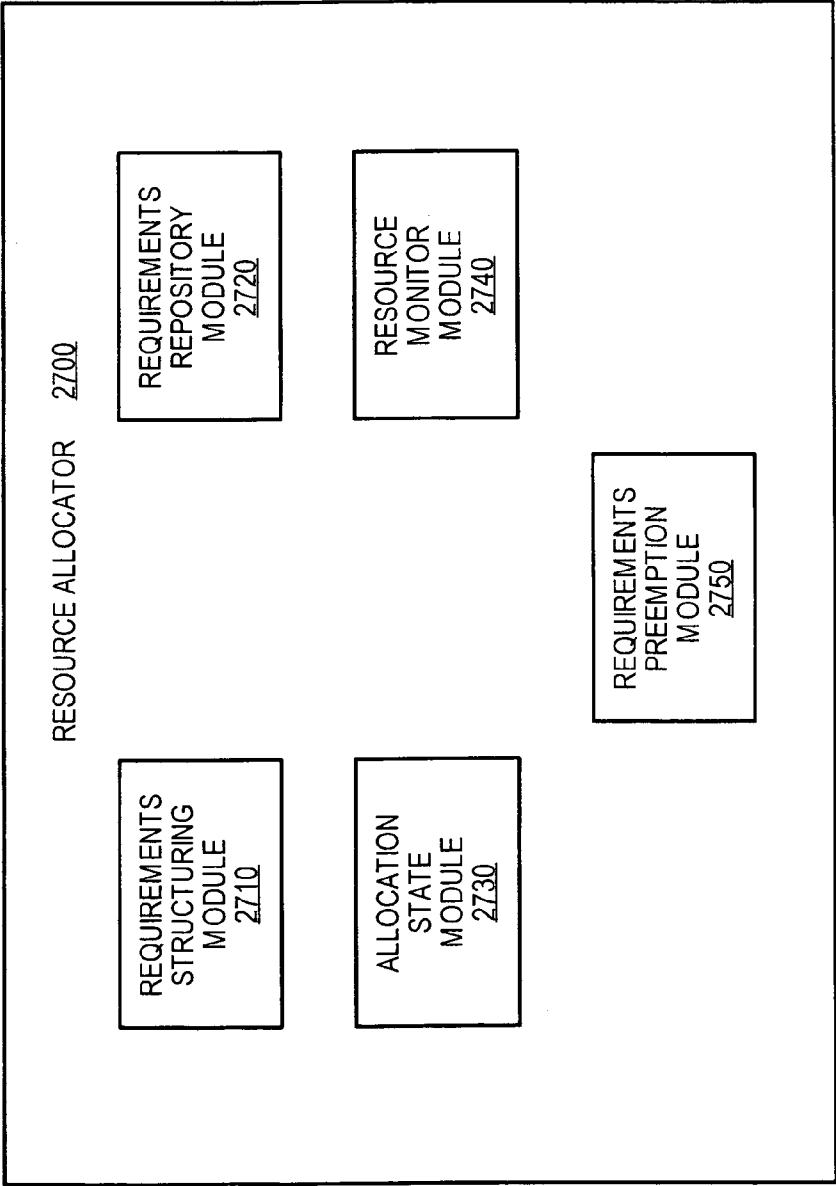 RESOURCE ALLOCATOR 2700
REQUIREMENTS
STRUCTURING
MODULE
2710
REQUIREMENTS
REPOSITORY
MODULE
2720
ALLOCATION
STATE
MODULE
2730
RESOURCE
MONITOR
MODULE
2740
REQUIREMENTS
PREEMPTION
MODULE
2750